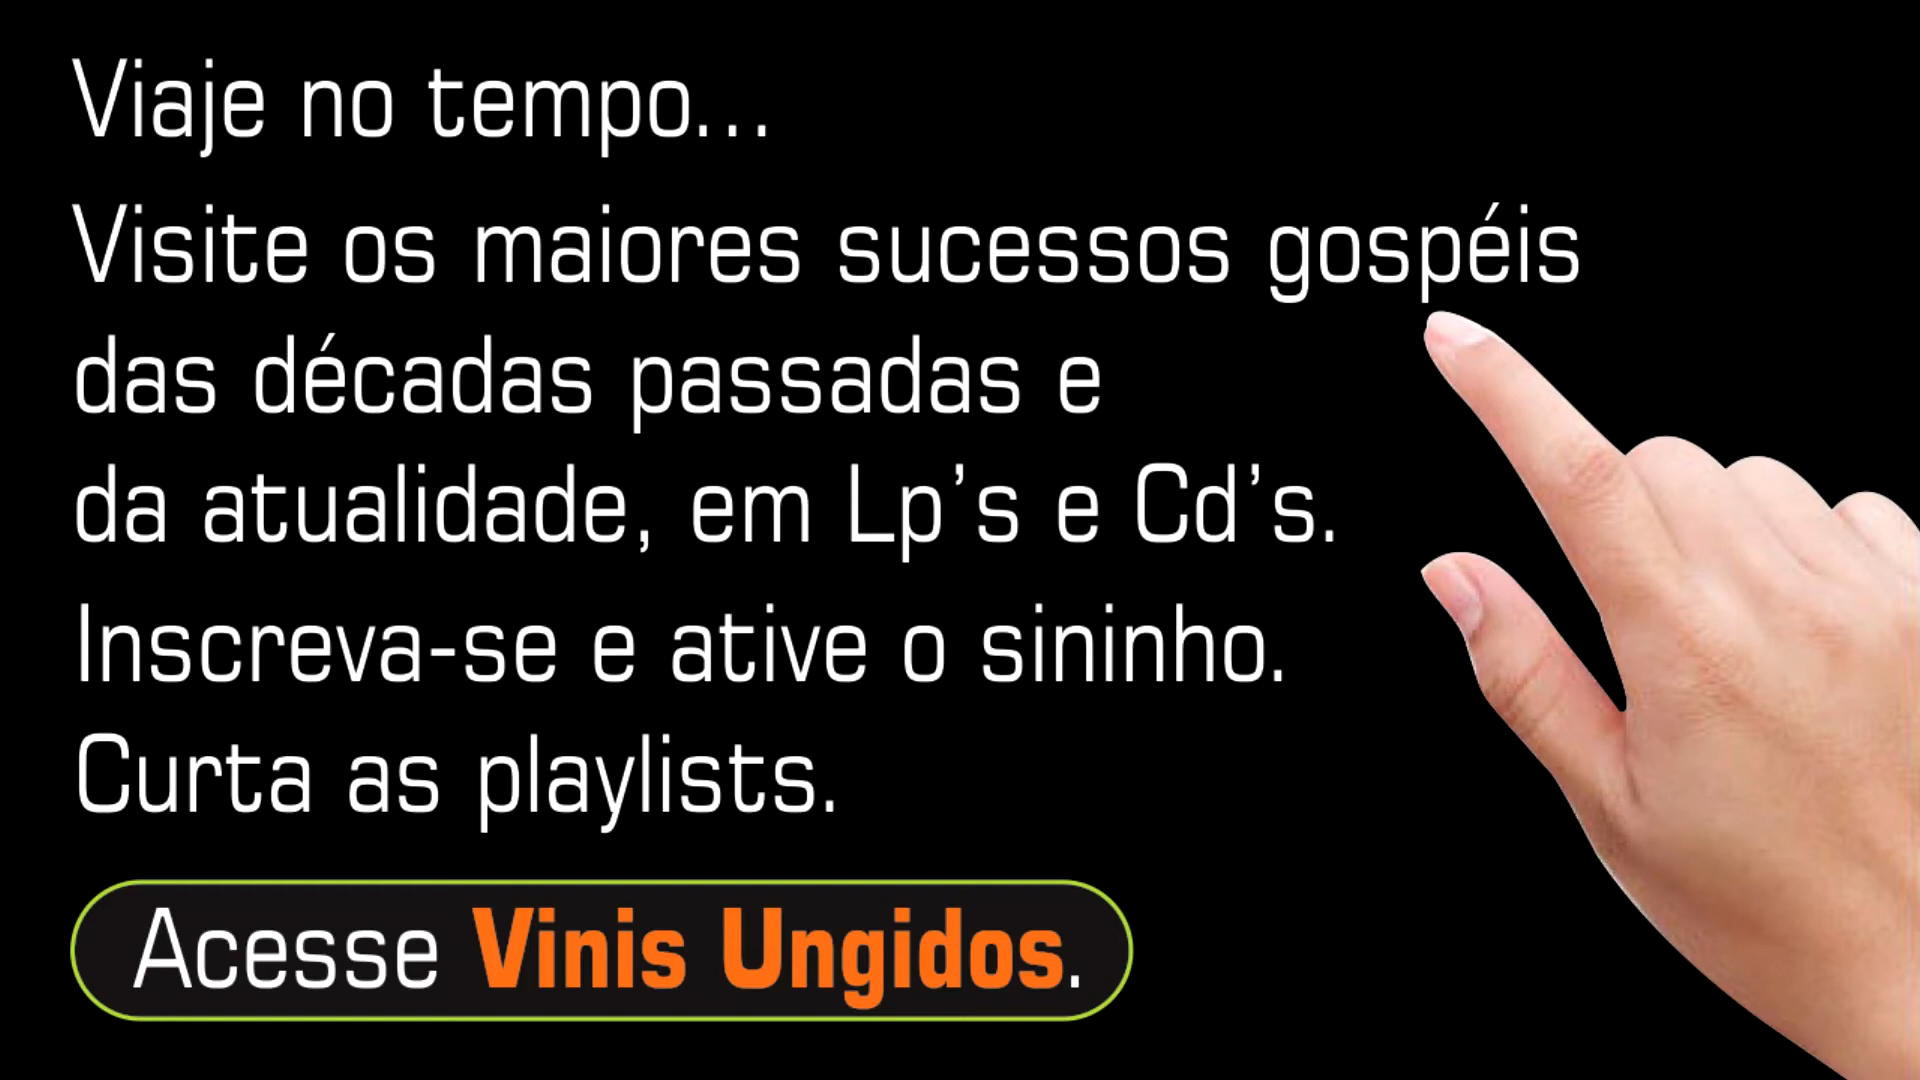 Viaje no tempo...
Visite os maiores sucessos gospéis
das décadas passadas e
da atualidade, em Lp’s e Cd’s.
Inscreva-se e ative o sininho.
Curta as playlists.
Acesse Vinis Ungidos.